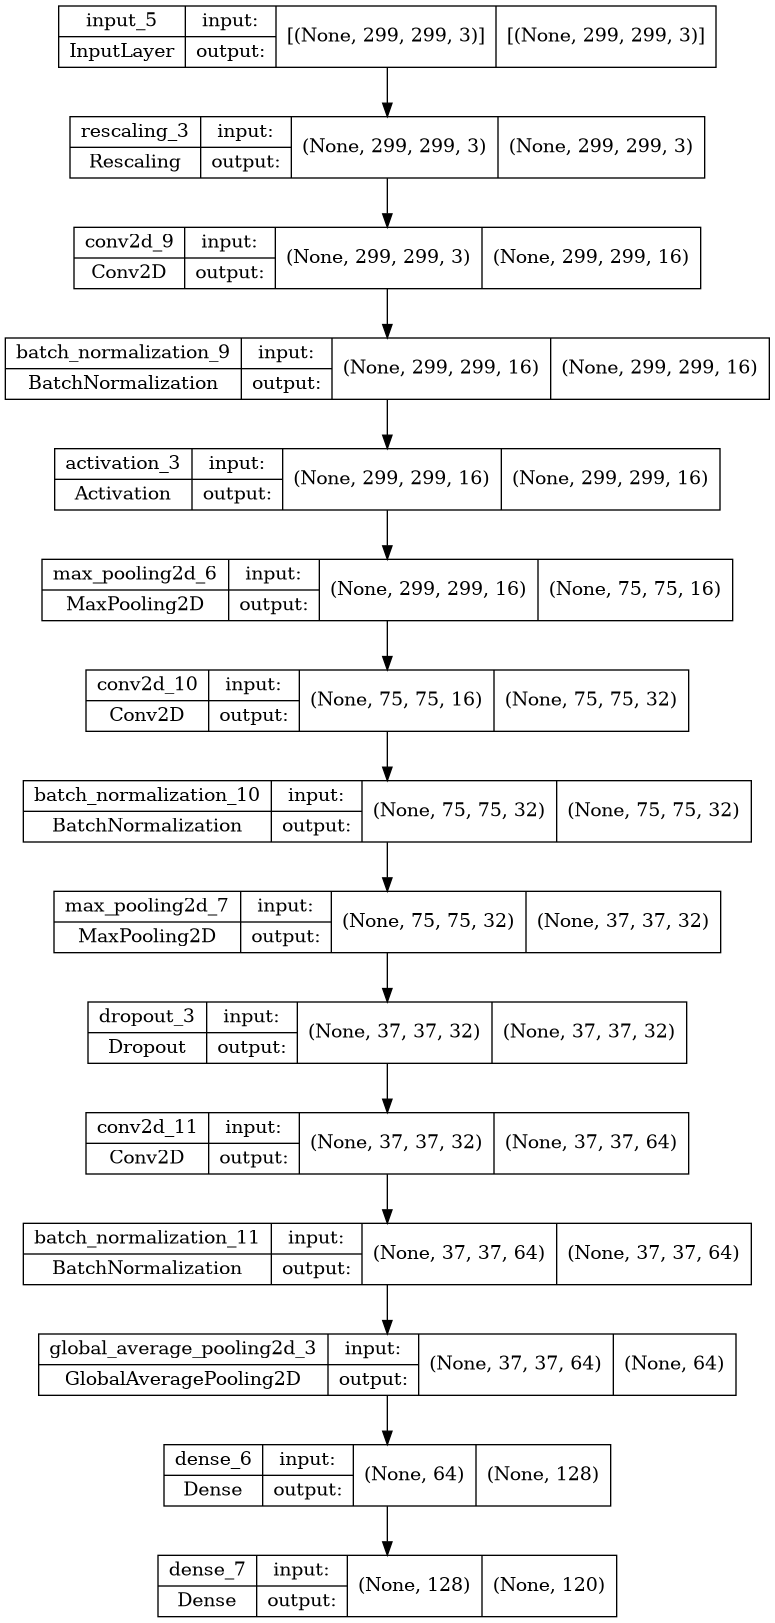 input_5 input: [(None, 299, 299, 3)] [(None, 299, 299, 3)]
InputLayer output:
rescaling_3 input: (None, 299, 299, 3) (None, 299, 299, 3)
Rescaling output:
conv2d_9 input: (None, 299, 299, 3) (None, 299, 299, 16)
Conv2D output:
batch_normalization_9 input: (None, 299, 299, 16) (None, 299, 299, 16)
BatchNormalization output:
activation_3 input: (None, 299, 299, 16) (None, 299, 299, 16)
Activation output:
max_pooling2d_6 input: (None, 299, 299, 16) (None, 75, 75, 16)
MaxPooling2D output:
conv2d_10 input: (None, 75, 75, 16) (None, 75, 75, 32)
Conv2D output:
batch_normalization_10 input: (None, 75, 75, 32) (None, 75, 75, 32)
BatchNormalization output:
max_pooling2d_7 input: (None, 75, 75, 32) (None, 37, 37, 32)
MaxPooling2D output:
dropout_3 input: (None, 37, 37, 32) (None, 37, 37, 32)
Dropout output:
conv2d_11 input: (None, 37, 37, 32) (None, 37, 37, 64)
Conv2D output:
batch_normalization_11 input: (None, 37, 37, 64) (None, 37, 37, 64)
BatchNormalization output:
global_average_pooling2d_3 input: (None, 37, 37, 64) (None, 64)
GlobalAveragePooling2D output:
dense_6 input: (None, 64) (None, 128)
Dense output:
dense_7 input: (None, 128) (None, 120)
Dense output: